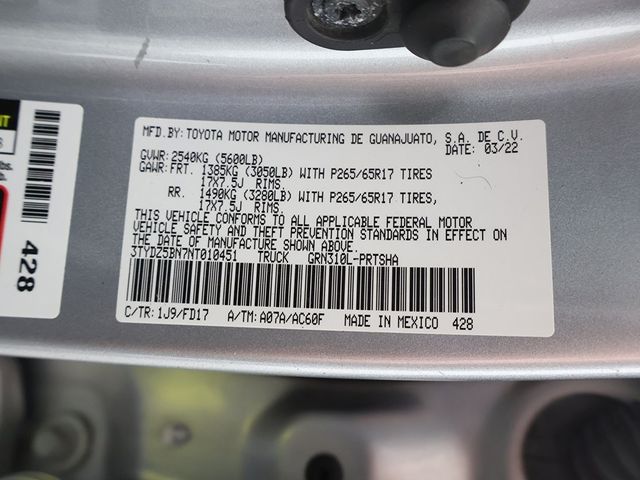 MFD.BY: TOYOTA MOTOR MANUFACTURING DE GUANAJUATO, S.A. DE C.V.
DATE: 03/22
GVWR: 2540KG (5600LB)
GAWR: FRT. 1385KG (3050LB) WITH P265/65R17 TIRES
17X7.5J RIMS.
RR. 1490KG (3280LB) WITH P265/65R17 TIRES,
17X7.5J RIMS.
THIS VEHICLE CONFORMS TO ALL APPLICABLE FEDERAL MOTOR
VEHICLE SAFETY AND THEFT PREVENTION STANDARDS IN EFFECT ON
THE DATE OF MANUFACTURE SHOWN ABOVE.
3TYDZ5BN7NT010451 TRUCK GRN310L-PRTSHA
C/TR: 1J9/FD17 A/TM: A07A/AC60F MADE IN MEXICO 428
428